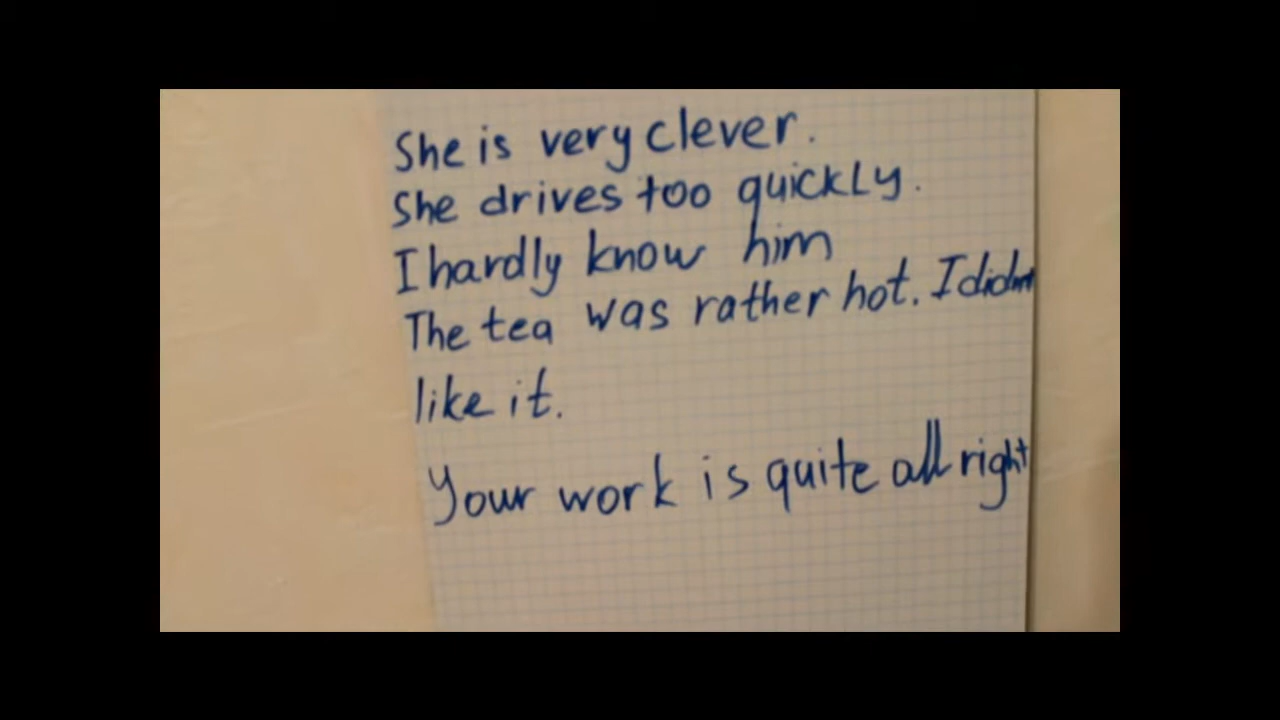 She is very clever.
She drives too quickly.
I hardly know him
The tea was rather hot. I didn't
like it.
Your work is quite all right